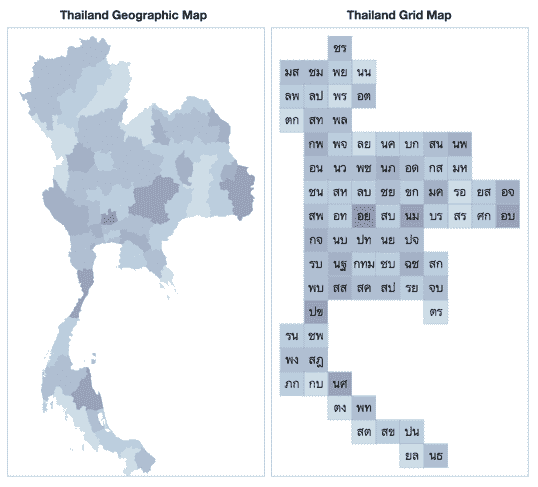 Thailand Geographic Map
Thailand Grid Map
ชร
มส ชม พย นน
ลพ ลป พร อต
ตก สท พล
กพ พจ ลย นค บก สน นพ
อน นว พช นภ อด กส มห
ชน สห ลบ ชย ชก มค รอ ยส อจ
สพ อท อย สบ นม บร สร ศก อบ
กจ นบ ปท นย ปจ
รบ นฐ กทม ชบ ฉช สก
พบ สส สค สป รย จบ
ปข ตร
รน ชพ
พง สฎ
ภก กบ นศ
ตง พท
สต สข ปน
ยล นธ